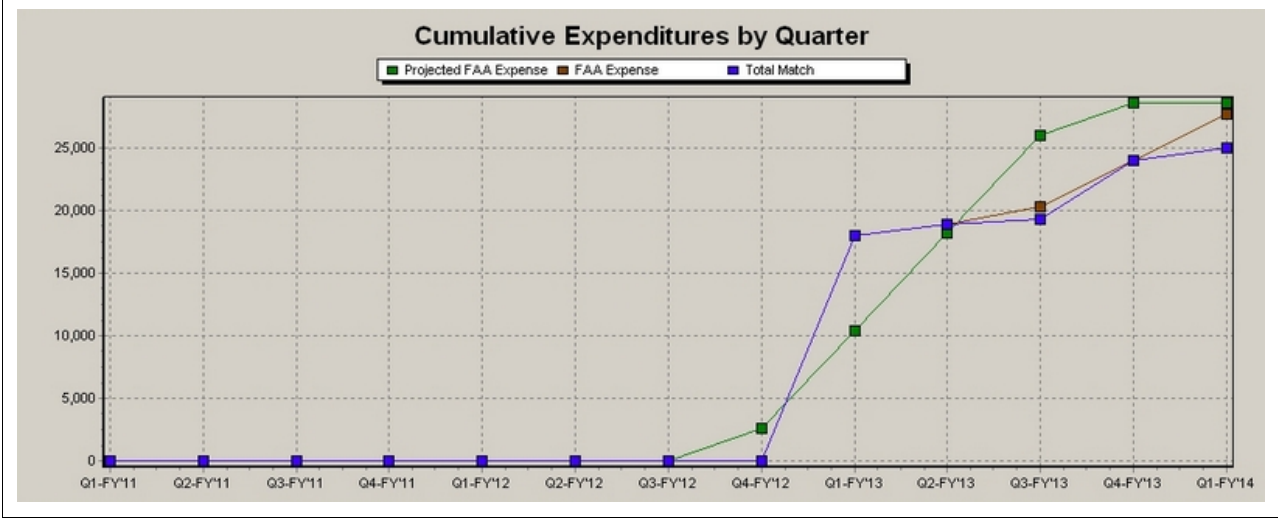 Cumulative Expenditures by Quarter
Projected FAA Expense FAA Expense Total Match
25,000
20,000
15,000
10,000
5,000
0
Q1-FY'11 Q2-FY'11 Q3-FY'11 Q4-FY'11 Q1-FY'12 Q2-FY'12 Q3-FY'12 Q4-FY'12 Q1-FY'13 Q2-FY'13 Q3-FY'13 Q4-FY'13 Q1-FY'14